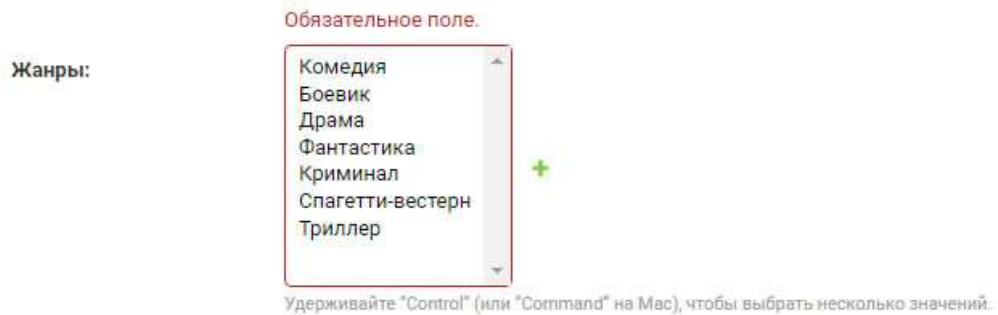 Обязательное поле.
Жанры:
Комедия
Боевик
Драма
Фантастика
Криминал
Спагетти-вестерн
Триллер
Удерживайте "Control" (или "Command" на Mac), чтобы выбрать несколько значений.